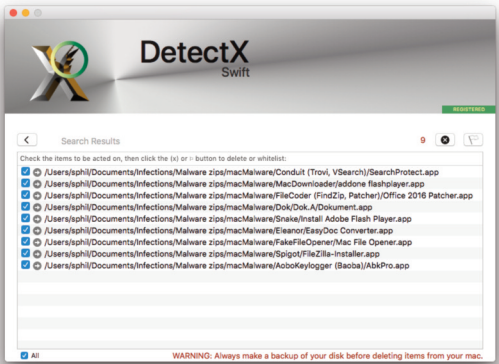 DetectX
Swift
REGISTERED
Search Results
9
Check the items to be acted on, then click the (x) or ⚐ button to delete or whitelist:
/Users/sphil/Documents/Infections/Malware zips/macMalware/Conduit (Trovi, VSearch)/SearchProtect.app
/Users/sphil/Documents/Infections/Malware zips/macMalware/MacDownloader/addone flashplayer.app
/Users/sphil/Documents/Infections/Malware zips/macMalware/FileCoder (FindZip, Patcher)/Office 2016 Patcher.app
/Users/sphil/Documents/Infections/Malware zips/macMalware/Dok/Dok.A/Dokument.app
/Users/sphil/Documents/Infections/Malware zips/macMalware/Snake/Install Adobe Flash Player.app
/Users/sphil/Documents/Infections/Malware zips/macMalware/Eleanor/EasyDoc Converter.app
/Users/sphil/Documents/Infections/Malware zips/macMalware/FakeFileOpener/Mac File Opener.app
/Users/sphil/Documents/Infections/Malware zips/macMalware/Spigot/FileZilla-Installer.app
/Users/sphil/Documents/Infections/Malware zips/macMalware/AoboKeylogger (Baoba)/AbkPro.app
All
WARNING: Always make a backup of your disk before deleting items from your mac.